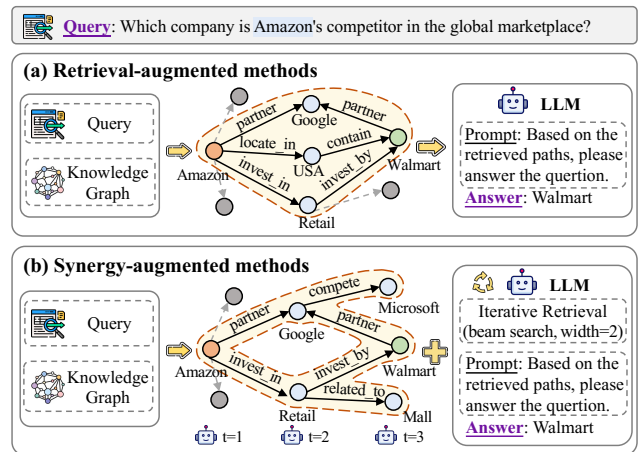 Query: Which company is Amazon's competitor in the global marketplace?
(a) Retrieval-augmented methods
Query
Knowledge
Graph
partner
Google
partner
locate_in
contain
USA
Amazon
Walmart
invest_in
invest_by
Retail
LLM
Prompt: Based on the
retrieved paths, please
answer the quertion.
Answer: Walmart
(b) Synergy-augmented methods
Query
Knowledge
Graph
partner
compete
Microsoft
Google
partner
Amazon
invest_in
invest_by
Walmart
related_to
Retail
Mall
t=1
t=2
t=3
LLM
Iterative Retrieval
(beam search, width=2)
Prompt: Based on the
retrieved paths, please
answer the quertion.
Answer: Walmart